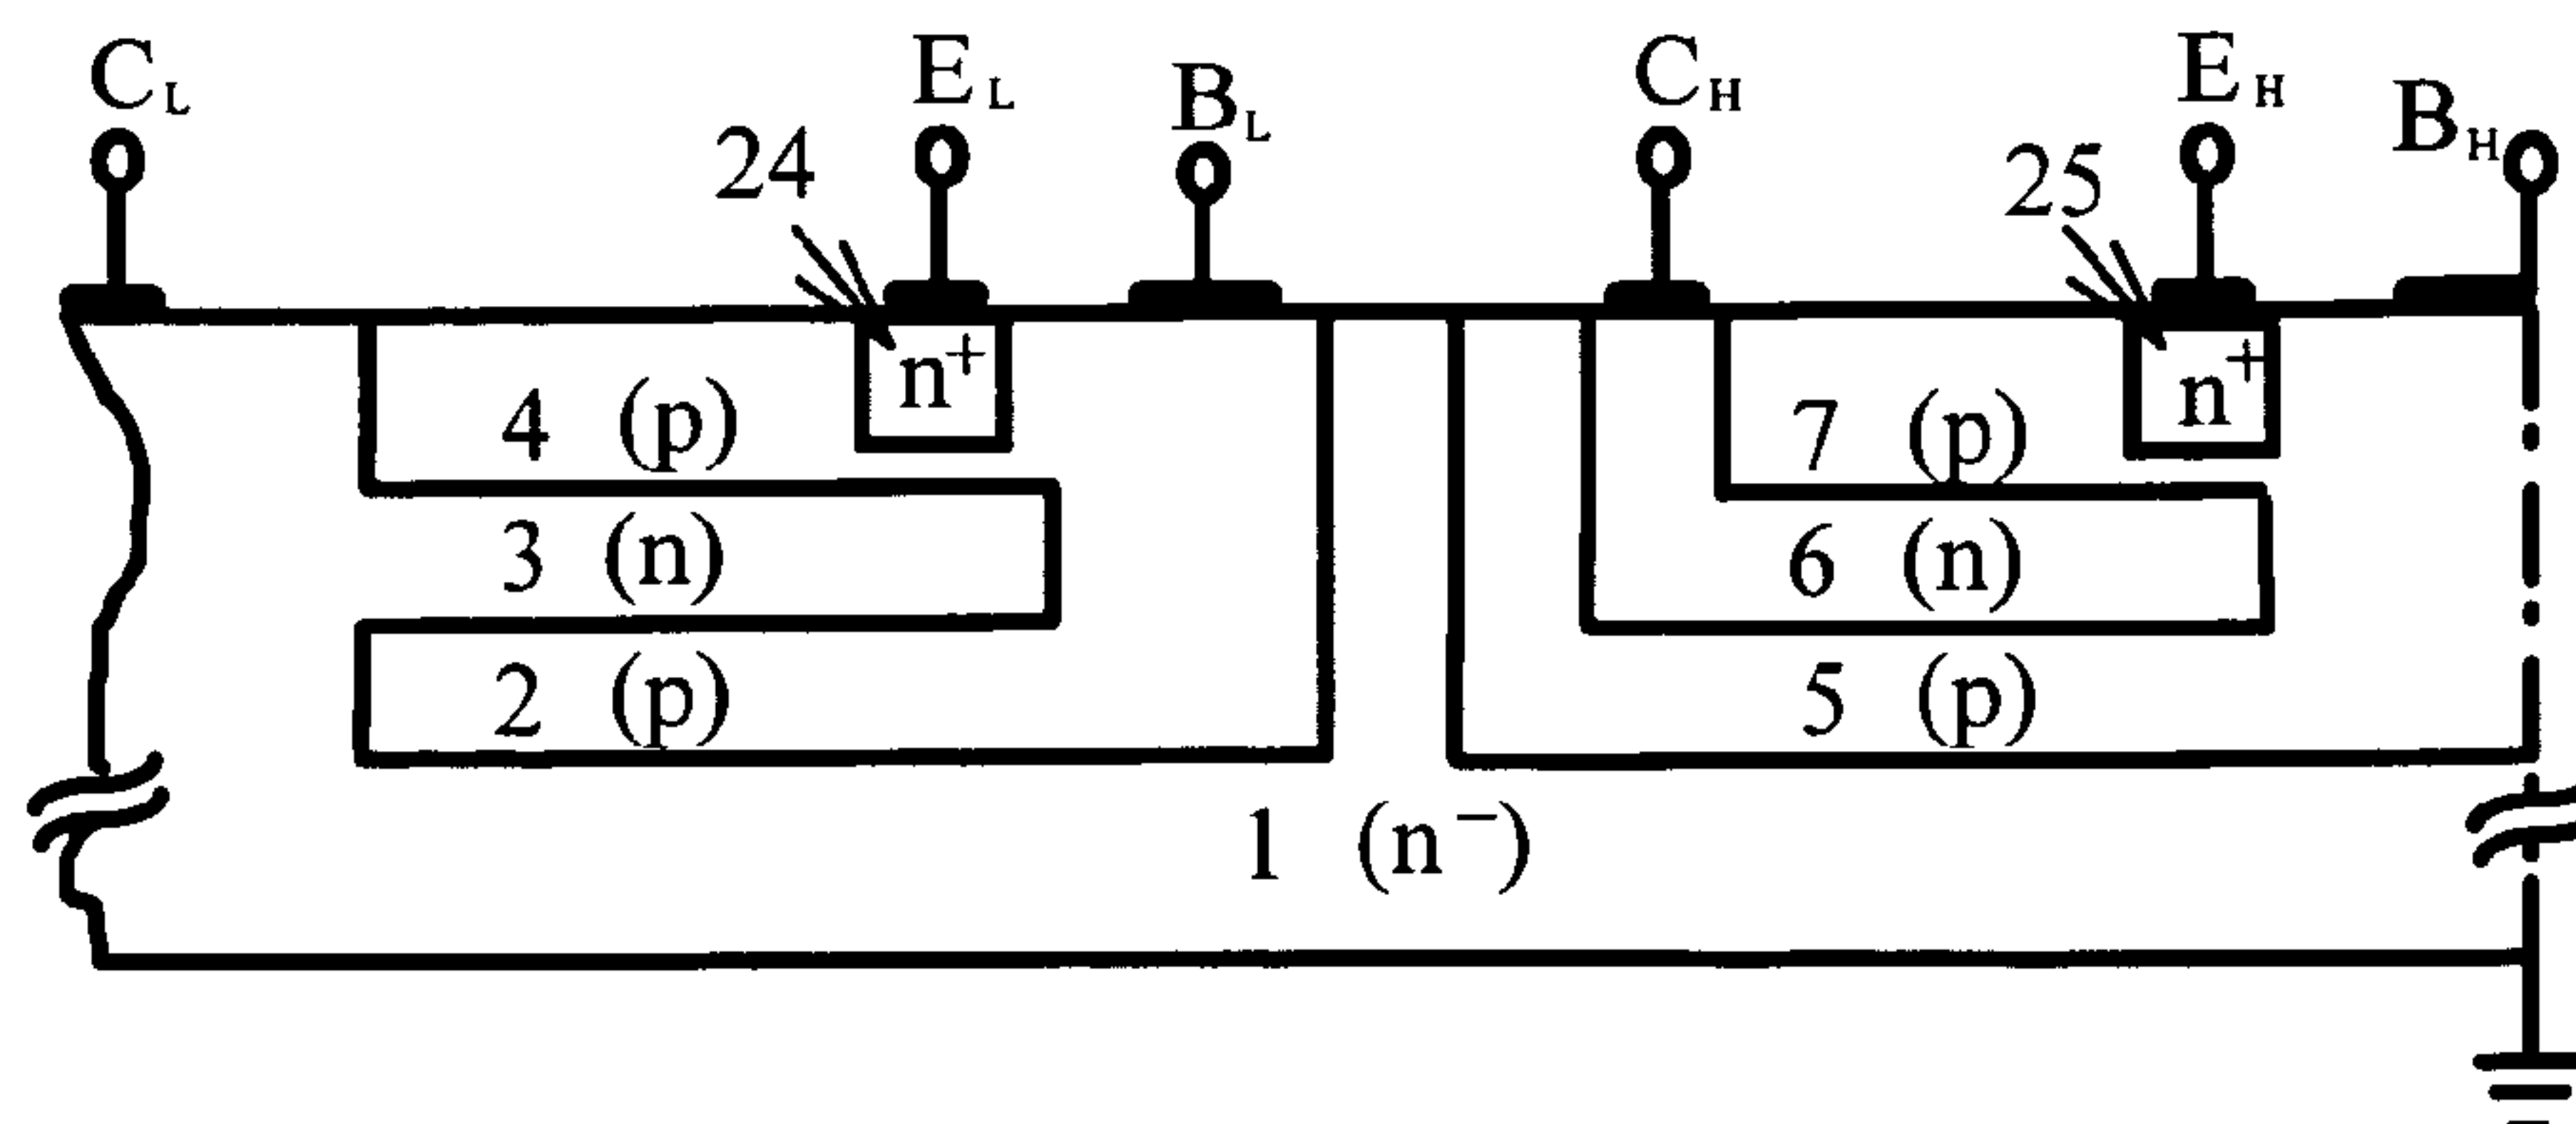 C_L E_L B_L C_H E_H B_H
24 25
n⁺ n⁺
4 (p) 7 (p)
3 (n) 6 (n)
2 (p) 5 (p)
1 (n⁻)